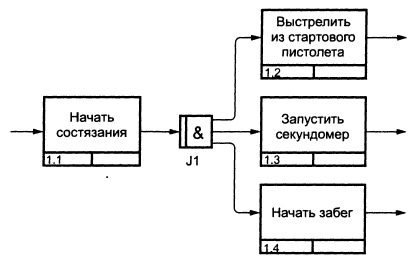 Выстрелить
из стартового
пистолета
1.2
Начать
состязания
1.1
&
J1
Запустить
секундомер
1.3
Начать забег
1.4